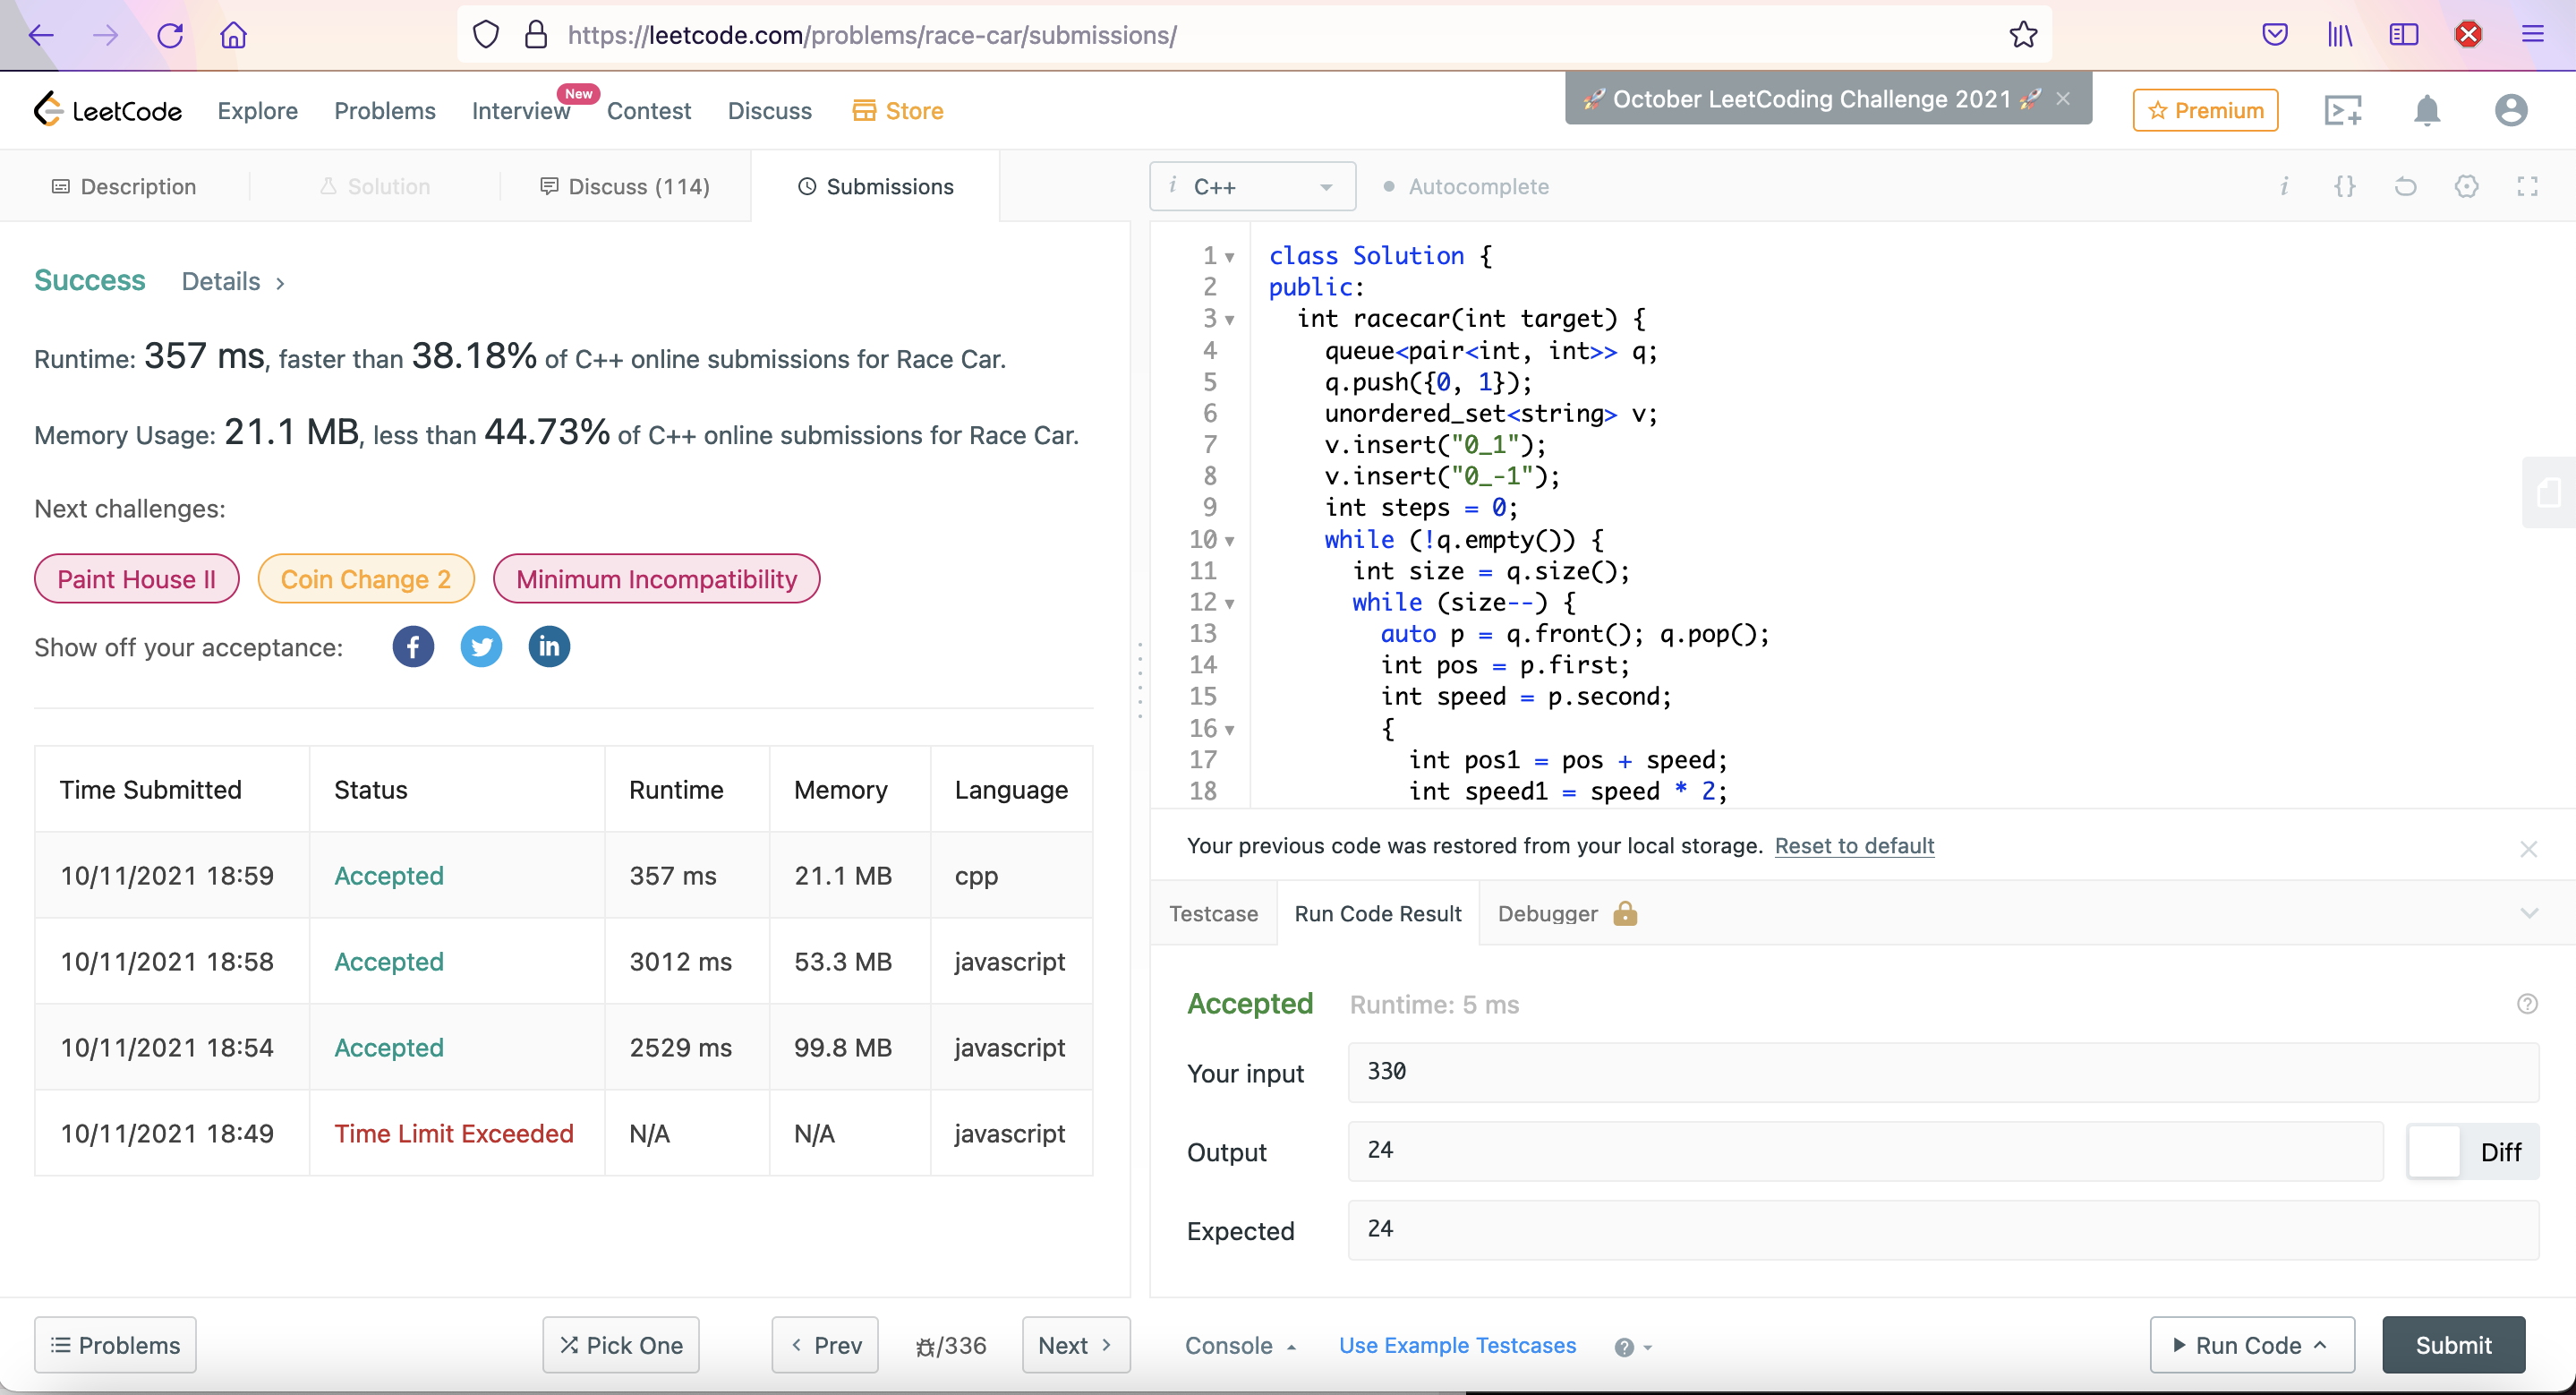 https://leetcode.com/problems/race-car/submissions/
LeetCode Explore Problems Interview New Contest Discuss Store
🚀 October LeetCoding Challenge 2021 🚀 ×
Premium
Description Solution Discuss (114) Submissions
i C++ Autocomplete
Success Details >
Runtime: 357 ms, faster than 38.18% of C++ online submissions for Race Car.
Memory Usage: 21.1 MB, less than 44.73% of C++ online submissions for Race Car.
Next challenges:
Paint House II Coin Change 2 Minimum Incompatibility
Show off your acceptance:
Time Submitted Status Runtime Memory Language
10/11/2021 18:59 Accepted 357 ms 21.1 MB cpp
10/11/2021 18:58 Accepted 3012 ms 53.3 MB javascript
10/11/2021 18:54 Accepted 2529 ms 99.8 MB javascript
10/11/2021 18:49 Time Limit Exceeded N/A N/A javascript
Problems Pick One < Prev /336 Next >
1 class Solution {
2 public:
3 int racecar(int target) {
4 queue<pair<int, int>> q;
5 q.push({0, 1});
6 unordered_set<string> v;
7 v.insert("0_1");
8 v.insert("0_-1");
9 int steps = 0;
10 while (!q.empty()) {
11 int size = q.size();
12 while (size--) {
13 auto p = q.front(); q.pop();
14 int pos = p.first;
15 int speed = p.second;
16 {
17 int pos1 = pos + speed;
18 int speed1 = speed * 2;
Your previous code was restored from your local storage. Reset to default
Testcase Run Code Result Debugger
Accepted Runtime: 5 ms
Your input 330
Output 24 Diff
Expected 24
Console Use Example Testcases Run Code Submit